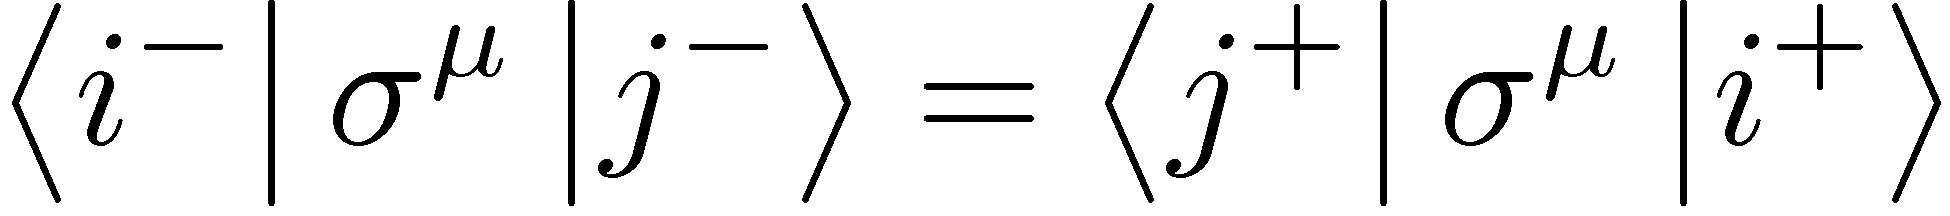 ⟨i⁻| σ^μ |j⁻⟩ = ⟨j⁺| σ^μ |i⁺⟩